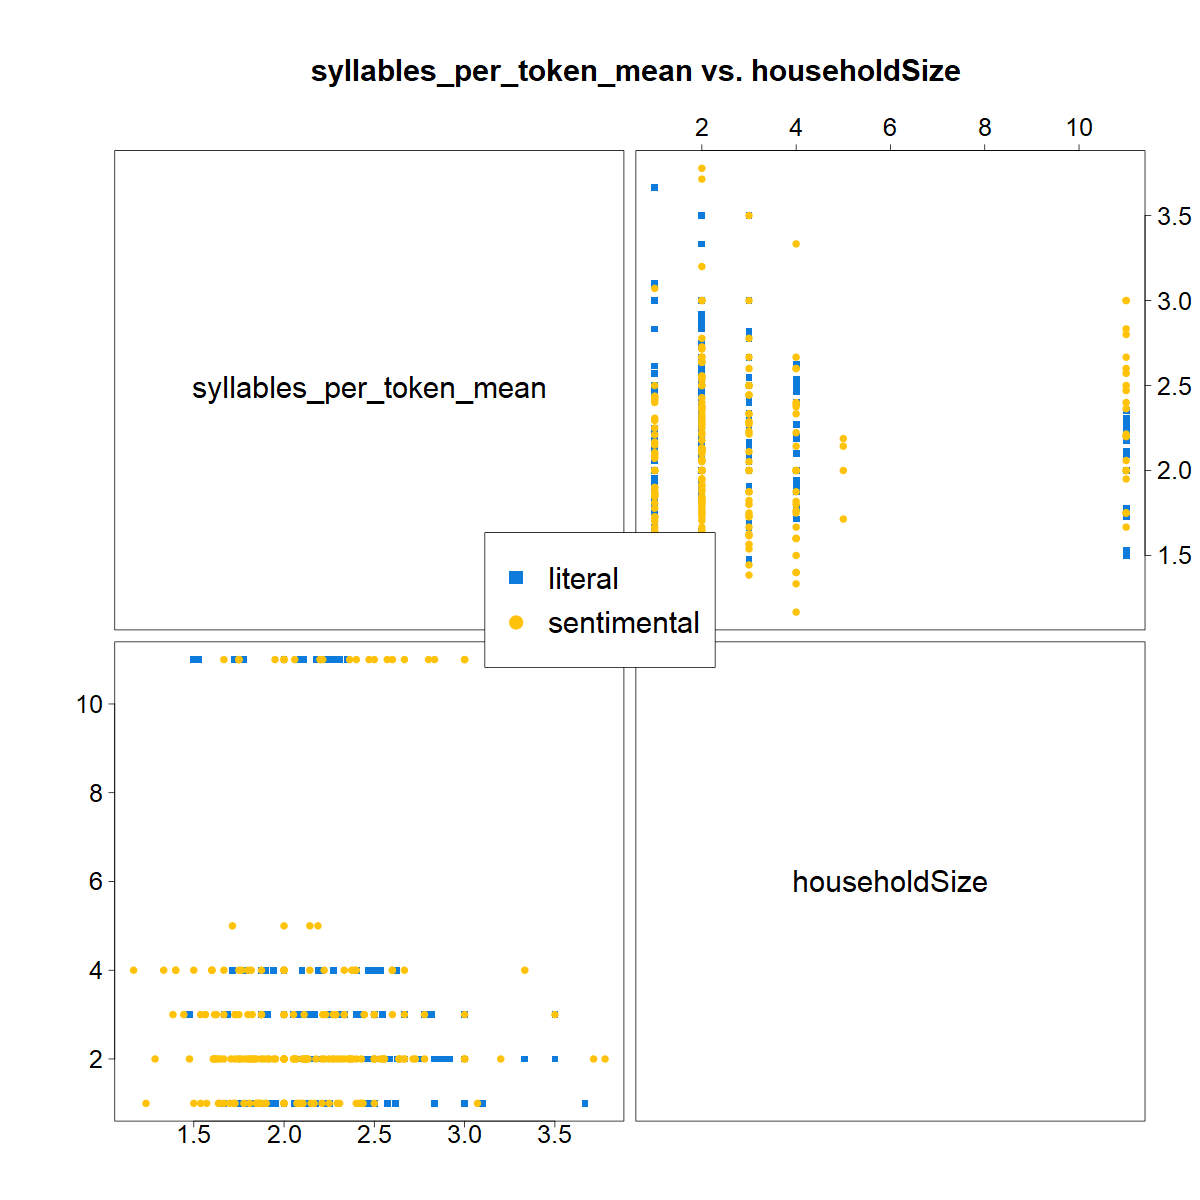 syllables_per_token_mean vs. householdSize
2 4 6 8 10
syllables_per_token_mean
3.5
3.0
2.5
2.0
1.5
literal
sentimental
10
8
6
4
2
householdSize
1.5 2.0 2.5 3.0 3.5